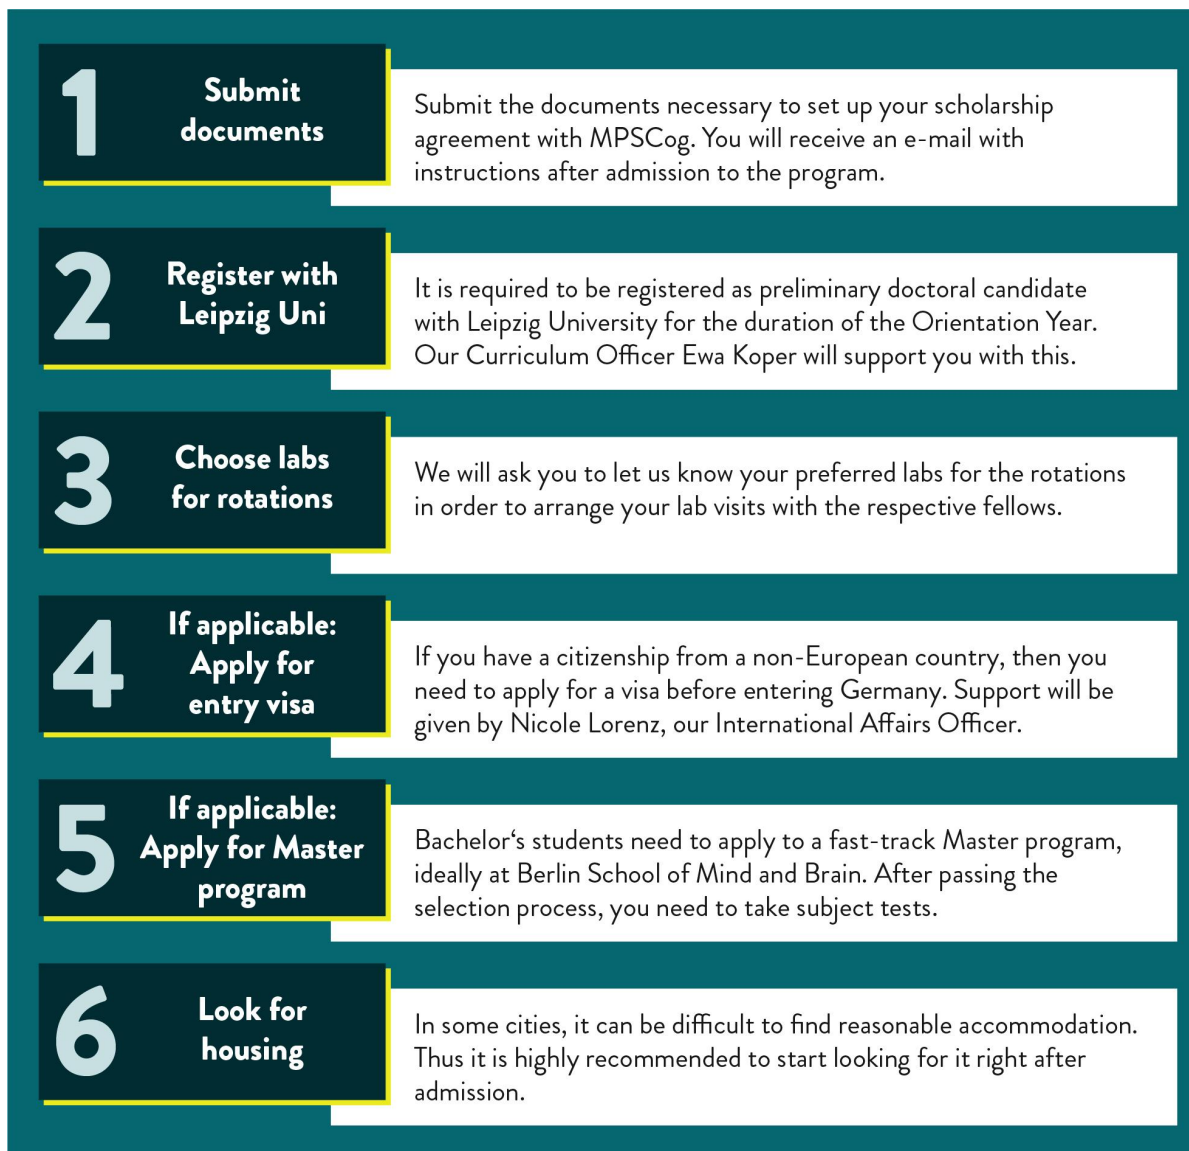 1
Submit
documents
Submit the documents necessary to set up your scholarship
agreement with MPSCog. You will receive an e-mail with
instructions after admission to the program.
2
Register with
Leipzig Uni
It is required to be registered as preliminary doctoral candidate
with Leipzig University for the duration of the Orientation Year.
Our Curriculum Officer Ewa Koper will support you with this.
3
Choose labs
for rotations
We will ask you to let us know your preferred labs for the rotations
in order to arrange your lab visits with the respective fellows.
4
If applicable:
Apply for
entry visa
If you have a citizenship from a non-European country, then you
need to apply for a visa before entering Germany. Support will be
given by Nicole Lorenz, our International Affairs Officer.
5
If applicable:
Apply for Master
program
Bachelor‘s students need to apply to a fast-track Master program,
ideally at Berlin School of Mind and Brain. After passing the
selection process, you need to take subject tests.
6
Look for
housing
In some cities, it can be difficult to find reasonable accommodation.
Thus it is highly recommended to start looking for it right after
admission.